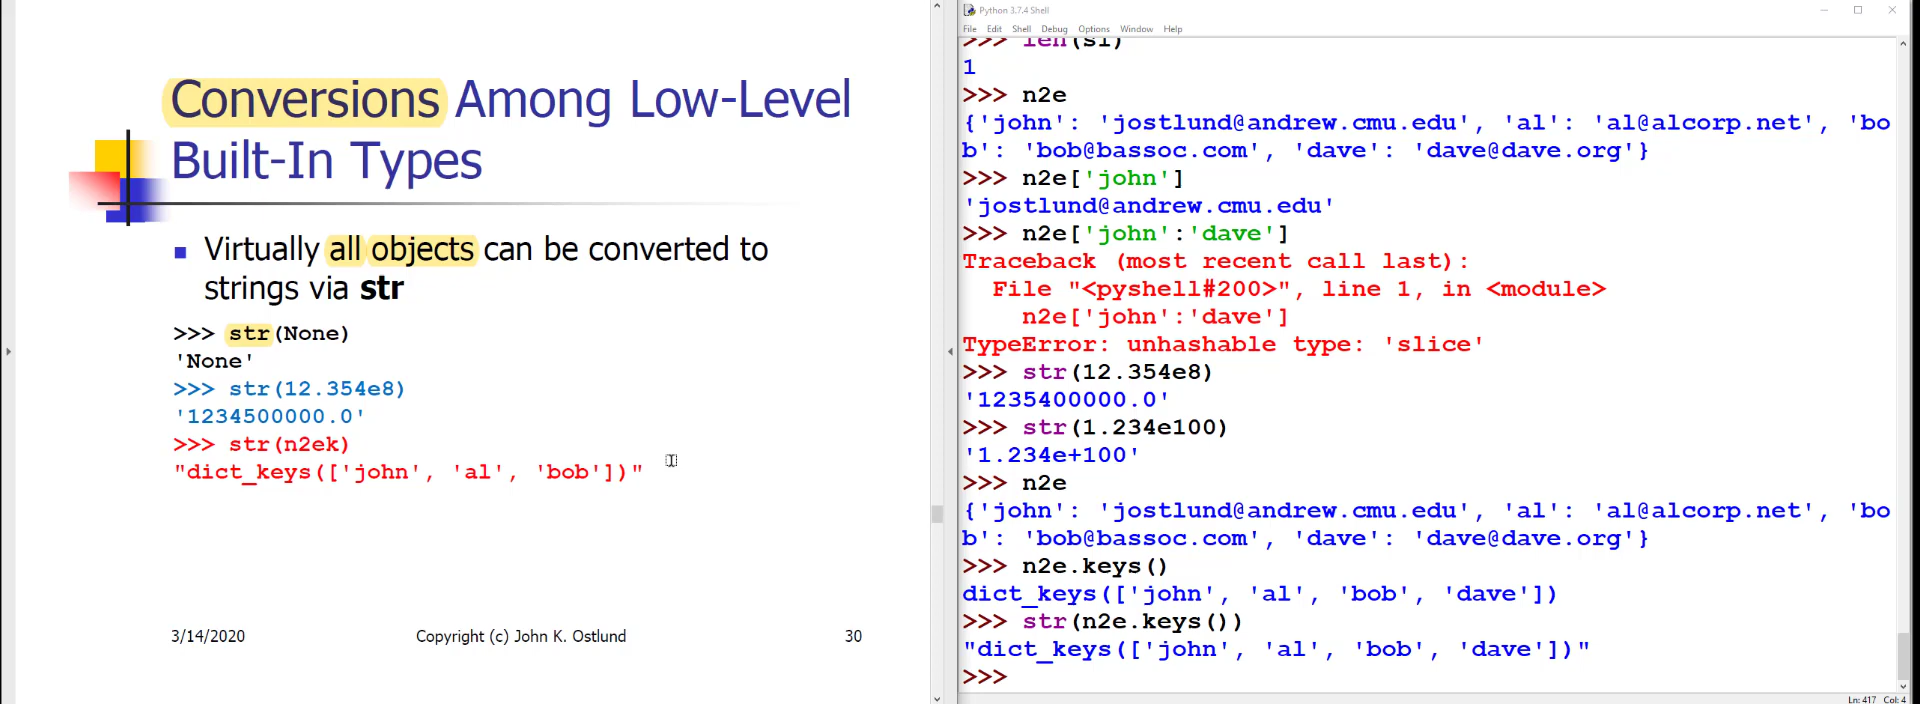 Conversions Among Low-Level
Built-In Types
Virtually all objects can be converted to
strings via str
>>> str(None)
'None'
>>> str(12.354e8)
'1234500000.0'
>>> str(n2ek)
"dict_keys(['john', 'al', 'bob'])"
3/14/2020
Copyright (c) John K. Ostlund
30
Python 3.7.4 Shell
File Edit Shell Debug Options Window Help
>>> len(sl)
1
>>> n2e
{'john': 'jostlund@andrew.cmu.edu', 'al': 'al@alcorp.net', 'bo
b': 'bob@bassoc.com', 'dave': 'dave@dave.org'}
>>> n2e['john']
'jostlund@andrew.cmu.edu'
>>> n2e['john':'dave']
Traceback (most recent call last):
  File "<pyshell#200>", line 1, in <module>
    n2e['john':'dave']
TypeError: unhashable type: 'slice'
>>> str(12.354e8)
'1235400000.0'
>>> str(1.234e100)
'1.234e+100'
>>> n2e
{'john': 'jostlund@andrew.cmu.edu', 'al': 'al@alcorp.net', 'bo
b': 'bob@bassoc.com', 'dave': 'dave@dave.org'}
>>> n2e.keys()
dict_keys(['john', 'al', 'bob', 'dave'])
>>> str(n2e.keys())
"dict_keys(['john', 'al', 'bob', 'dave'])"
>>>
Ln: 417 Col: 4